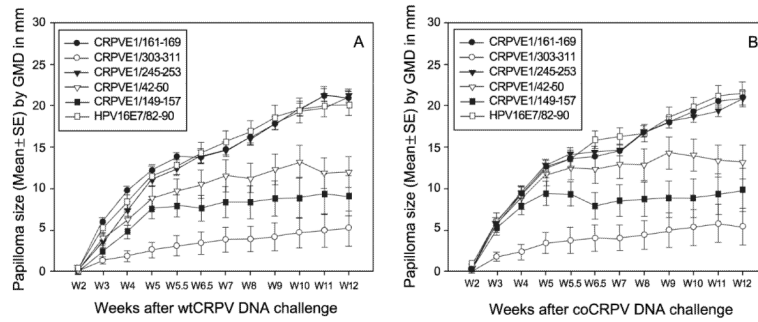 A
Papilloma size (Mean±SE) by GMD in mm
30
25
20
15
10
5
0
CRPVE1/161-169
CRPVE1/303-311
CRPVE1/245-253
CRPVE1/42-50
CRPVE1/149-157
HPV16E7/82-90
W2 W3 W4 W5 W5.5 W6.5 W7 W8 W9 W10 W11 W12
Weeks after wtCRPV DNA challenge
B
Papilloma size (Mean±SE) by GMD in mm
30
25
20
15
10
5
0
CRPVE1/161-169
CRPVE1/303-311
CRPVE1/245-253
CRPVE1/42-50
CRPVE1/149-157
HPV16E7/82-90
W2 W3 W4 W5 W5.5 W6.5 W7 W8 W9 W10 W11 W12
Weeks after coCRPV DNA challenge